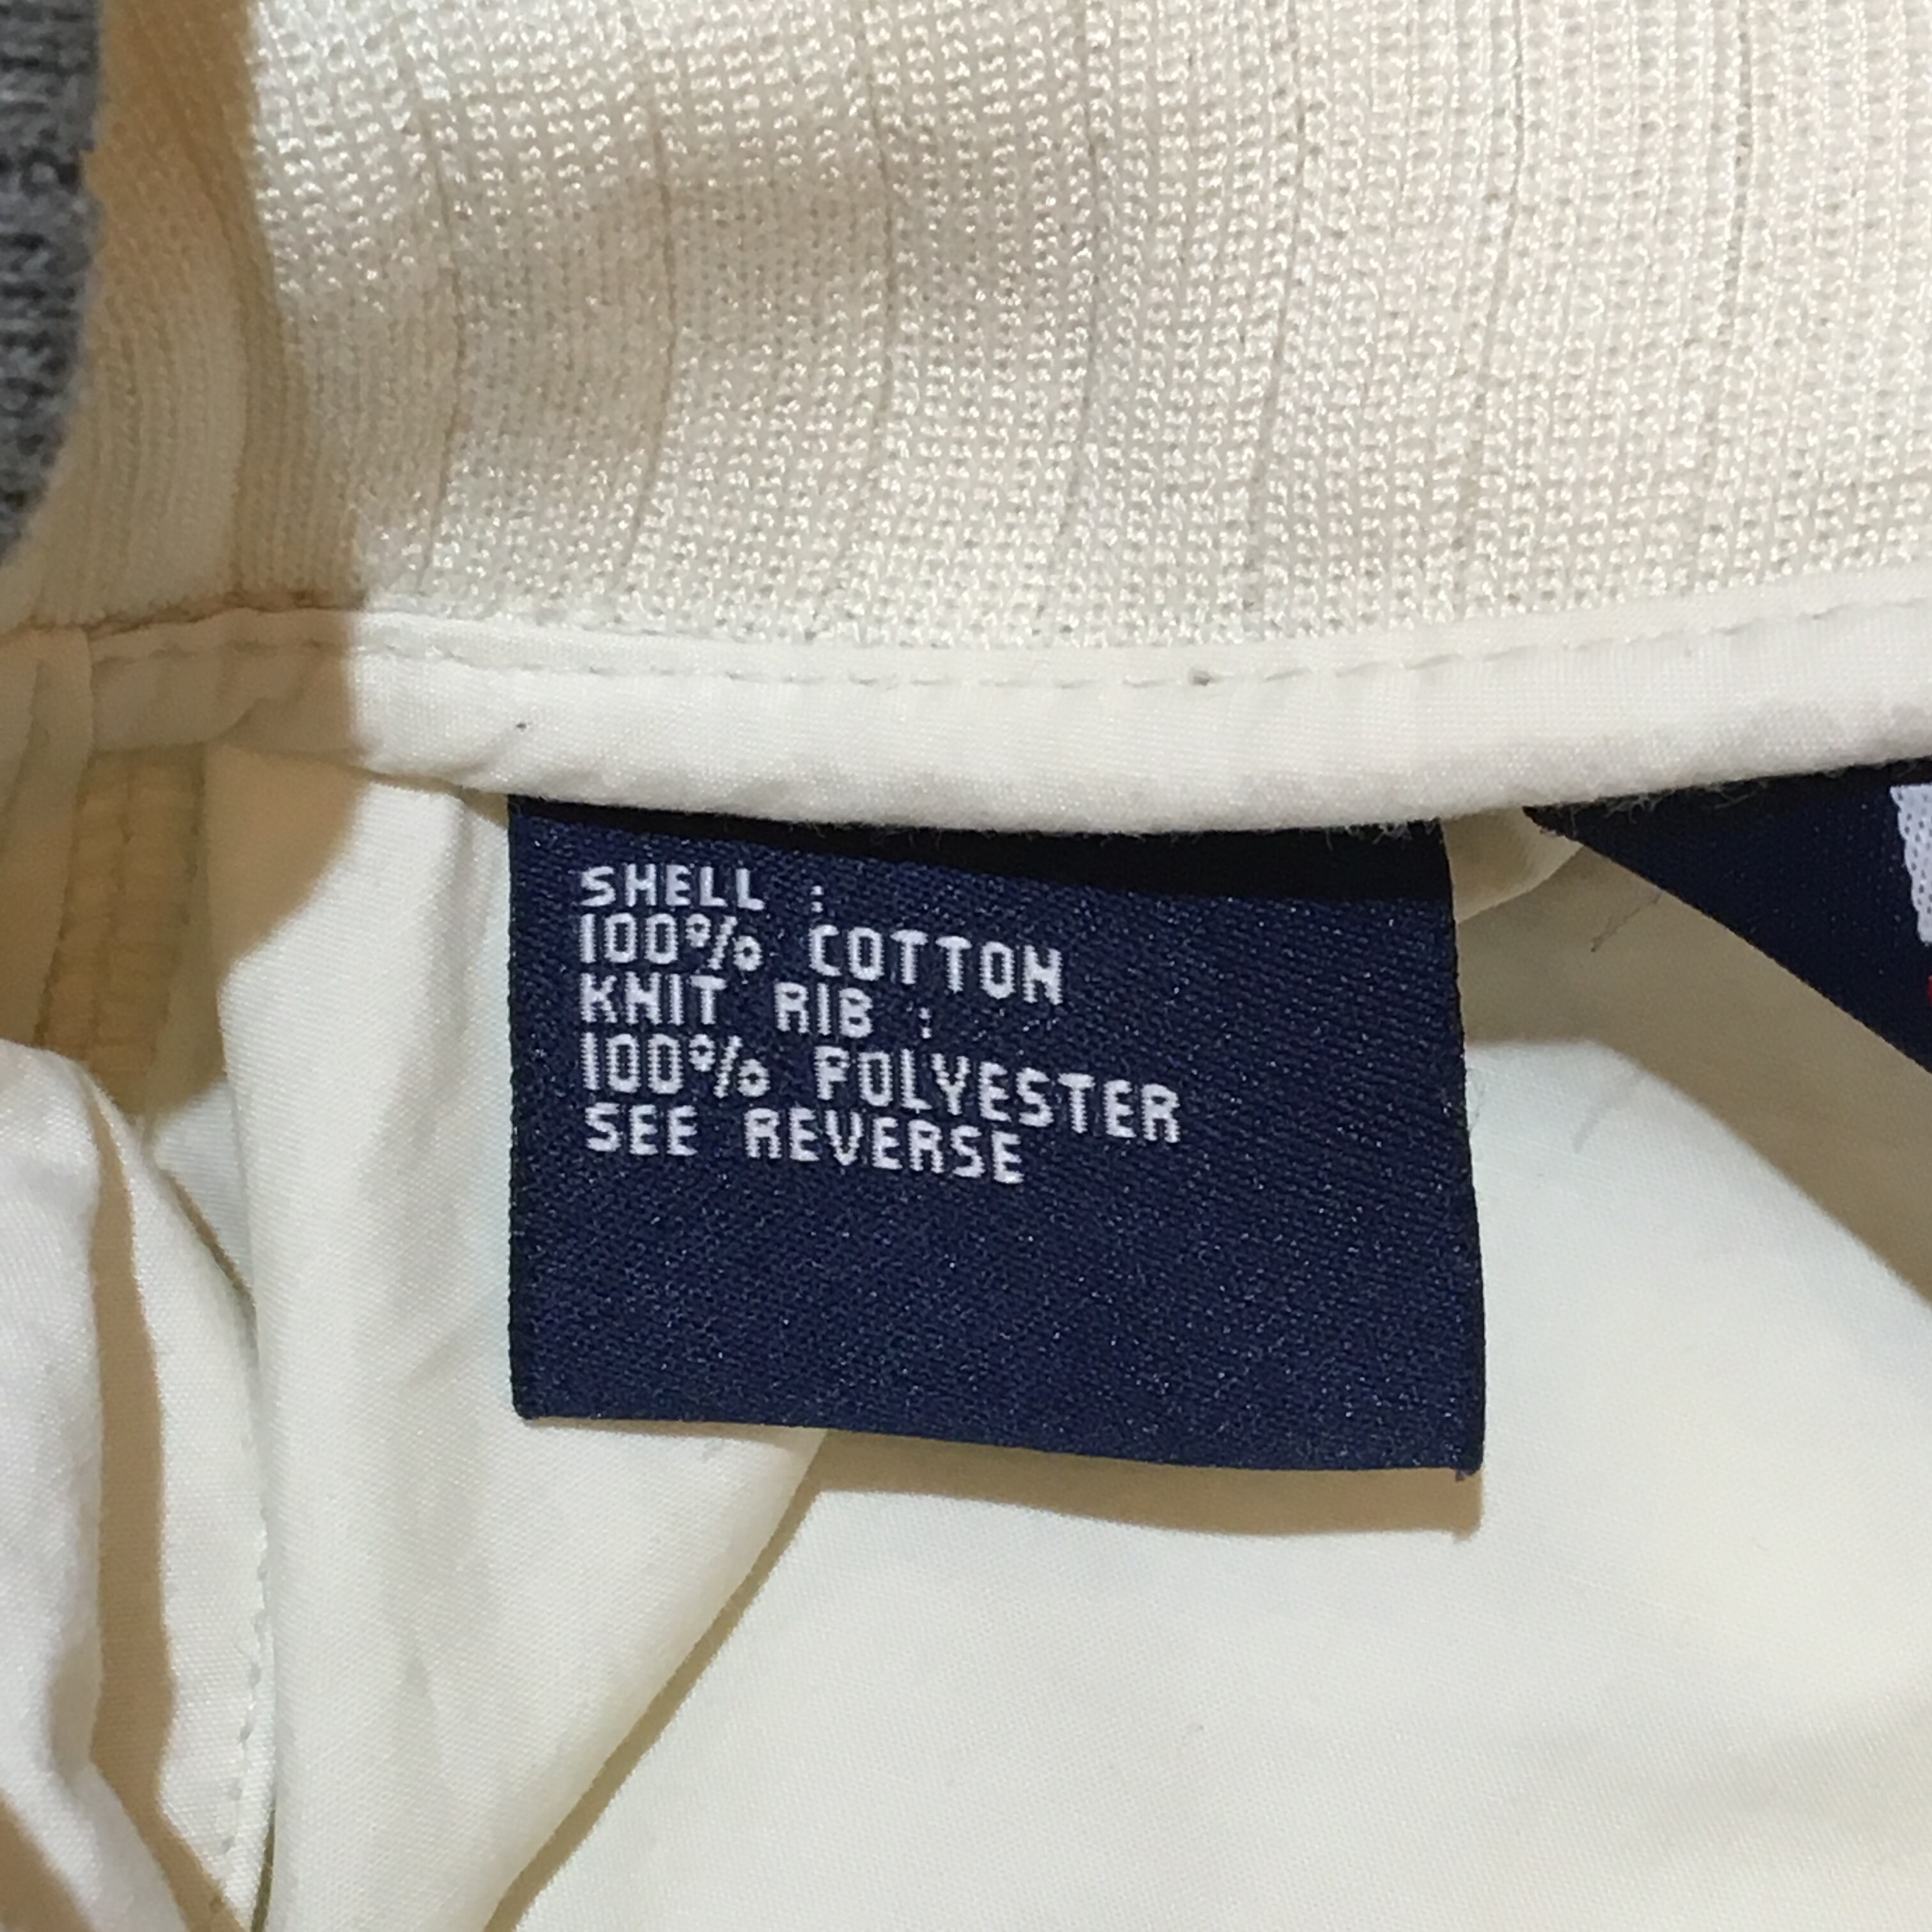 SHELL :
100% COTTON
KNIT RIB :
100% POLYESTER
SEE REVERSE